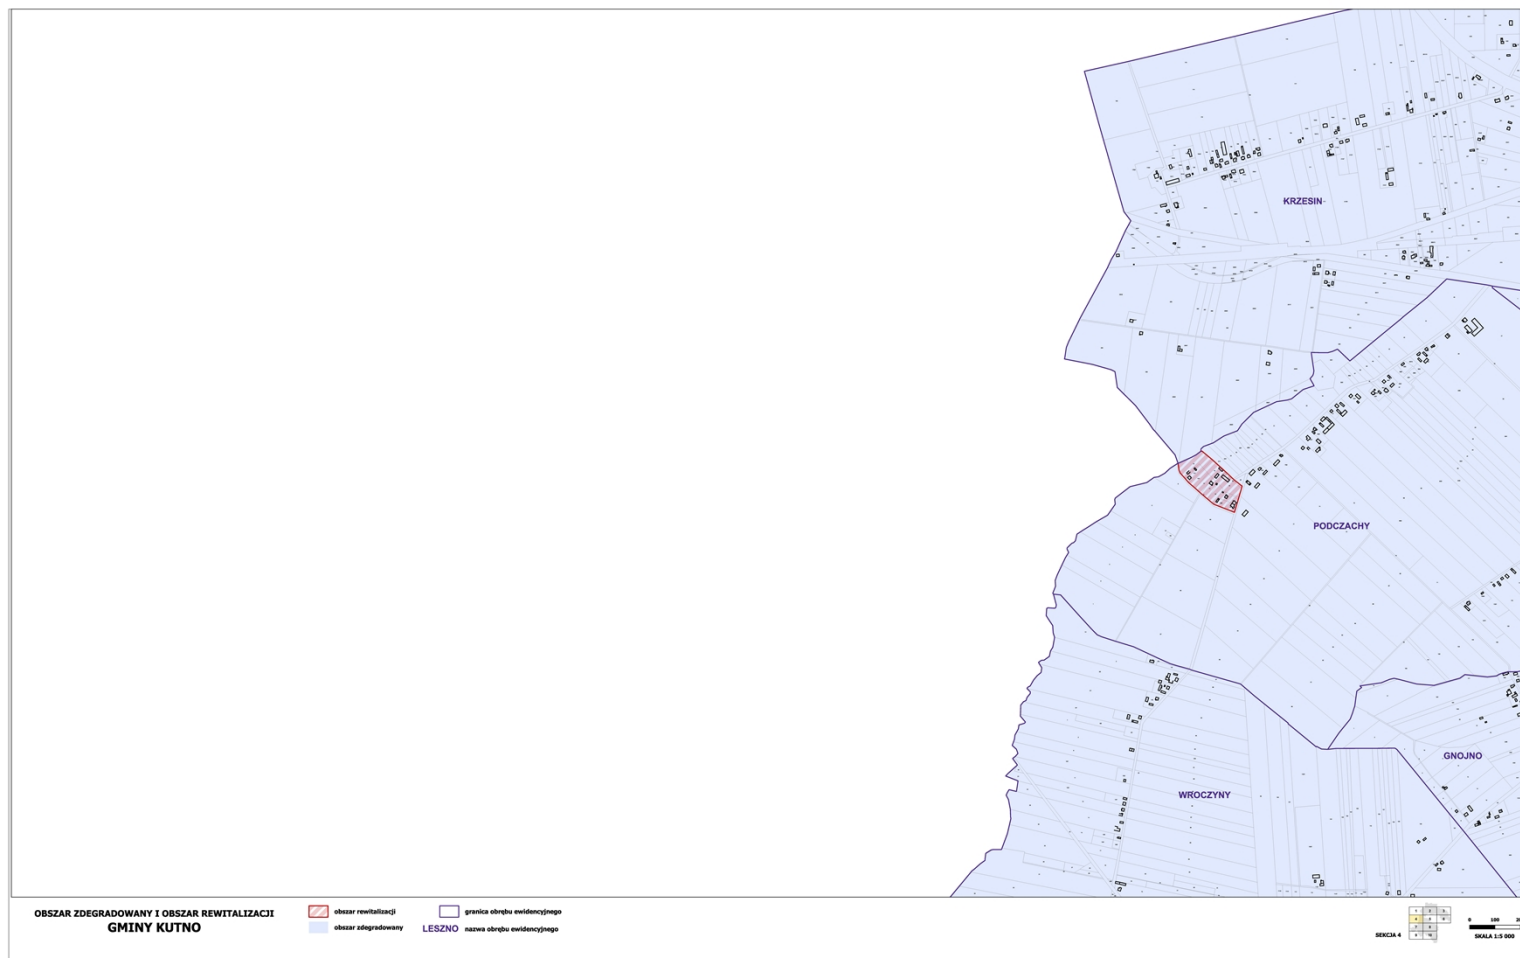 KRZESIN
PODCZACHY
GNOJNO
WROCZYNY
OBSZAR ZDEGRADOWANY I OBSZAR REWITALIZACJI
GMINY KUTNO
obszar rewitalizacji
obszar zdegradowany
granica obrębu ewidencyjnego
LESZNO nazwa obrębu ewidencyjnego
SEKCJA 4
0 100
SKALA 1:5 000